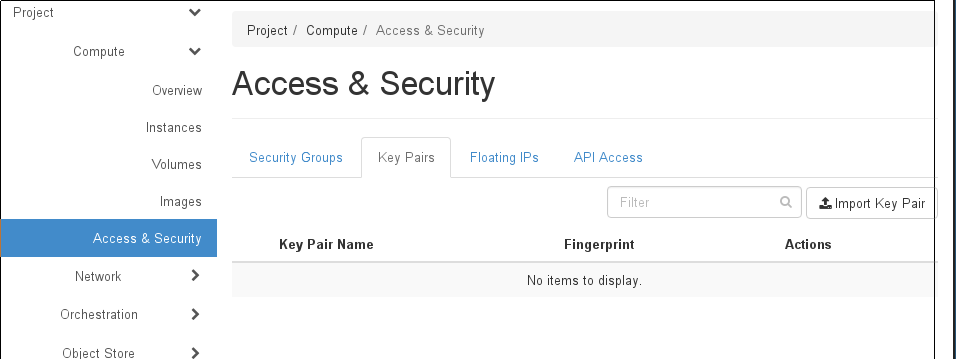 Project
Compute
Overview
Instances
Volumes
Images
Access & Security
Network
Orchestration
Object Store
Project / Compute / Access & Security
Access & Security
Security Groups Key Pairs Floating IPs API Access
Filter Import Key Pair
Key Pair Name Fingerprint Actions
No items to display.